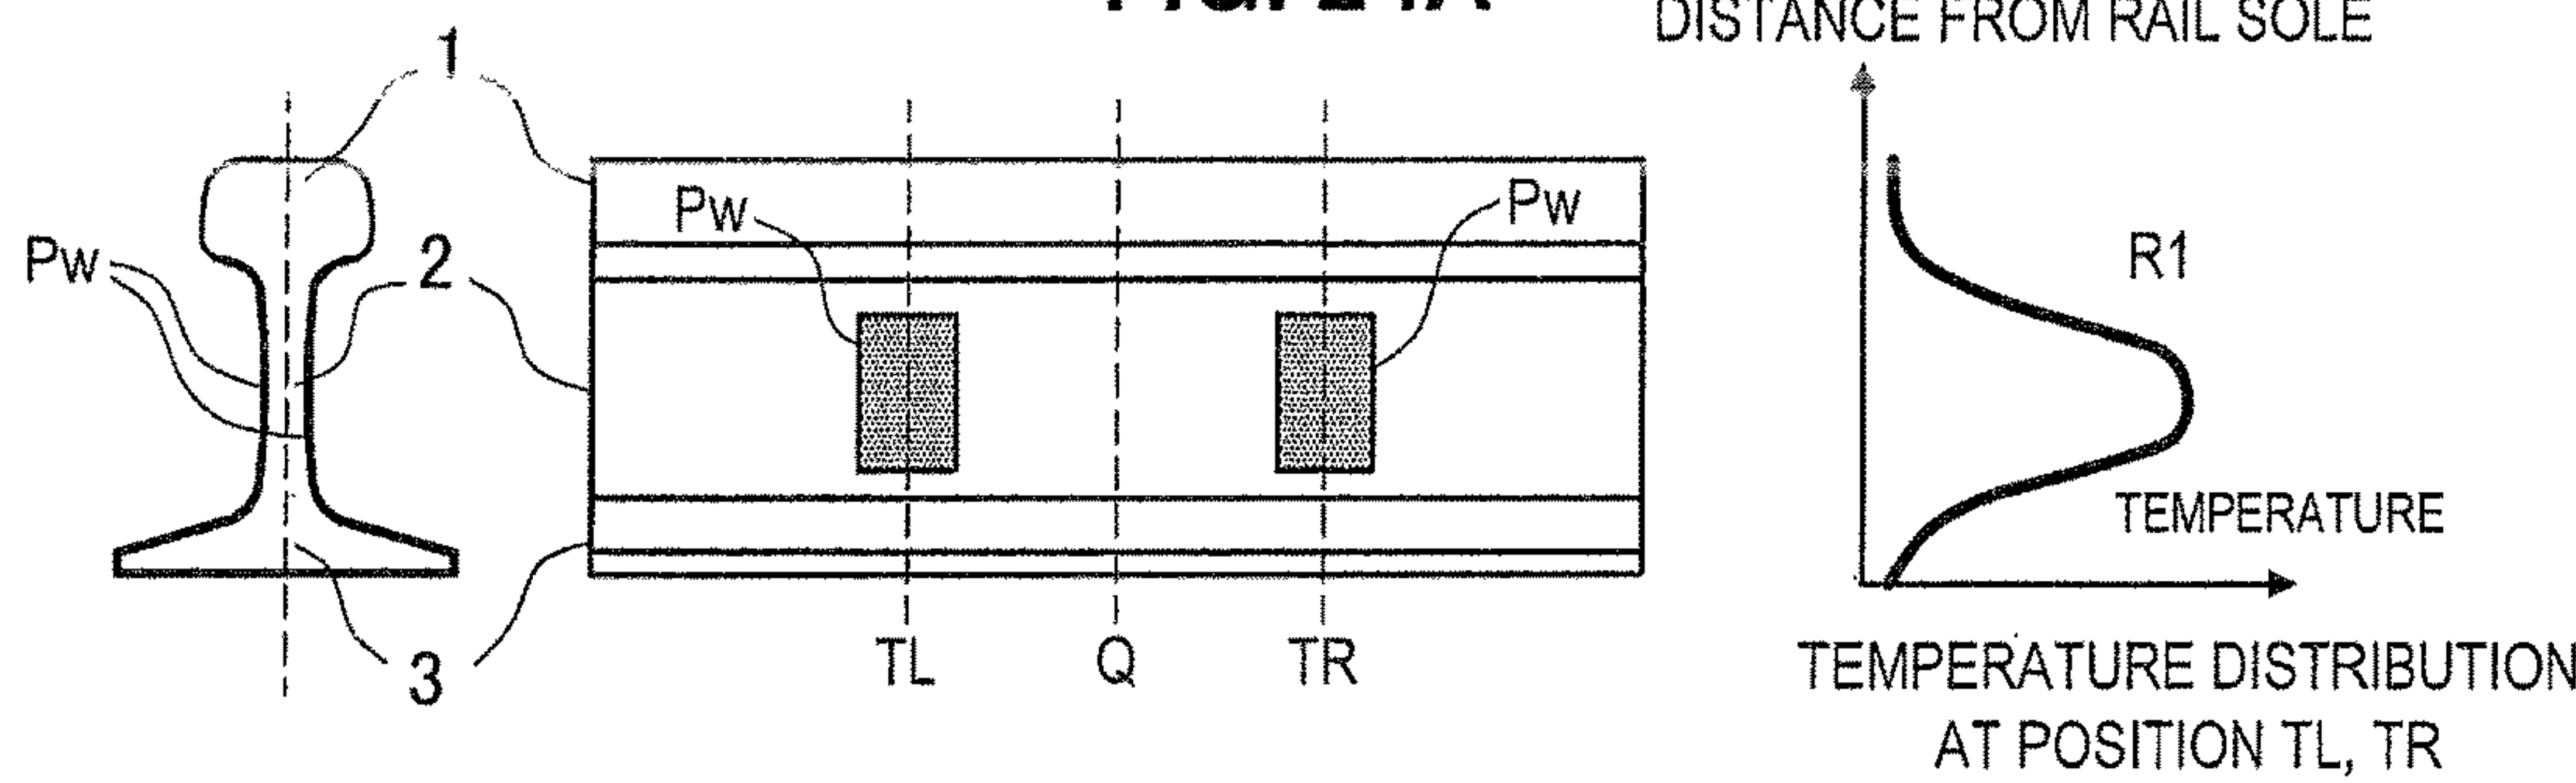 DISTANCE FROM RAIL SOLE
1
Pw
2
3
Pw
Pw
TL
Q
TR
R1
TEMPERATURE
TEMPERATURE DISTRIBUTION
AT POSITION TL, TR